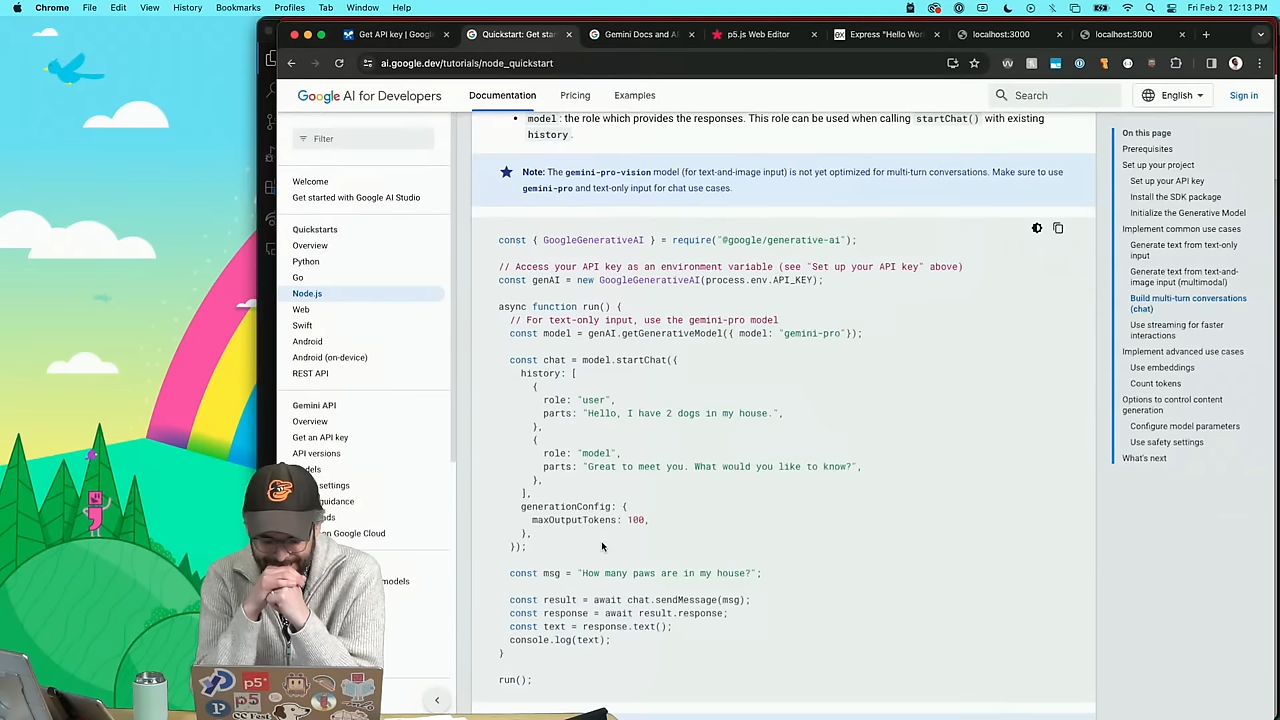 Chrome File Edit View History Bookmarks Profiles Tab Window Help
Fri Feb 2 12:13 PM
Get API key | Google
Quickstart: Get sta
Gemini Docs and A
p5.js Web Editor
Express "Hello Wo
localhost:3000
localhost:3000
ai.google.dev/tutorials/node_quickstart
Google AI for Developers
Documentation
Pricing
Examples
Search
English
Sign in
Filter
Welcome
Get started with Google AI Studio
Quickstarts
Overview
Python
Go
Node.js
Web
Swift
Android
Android (on-device)
REST API
Gemini API
Overview
Get an API key
API versions
els
settings
uidance
ads
on Google Cloud
models
model: the role which provides the responses. This role can be used when calling startChat() with existing
history.
Note: The gemini-pro-vision model (for text-and-image input) is not yet optimized for multi-turn conversations. Make sure to use
gemini-pro and text-only input for chat use cases.
const { GoogleGenerativeAI } = require("@google/generative-ai");
// Access your API key as an environment variable (see "Set up your API key" above)
const genAI = new GoogleGenerativeAI(process.env.API_KEY);
async function run() {
// For text-only input, use the gemini-pro model
const model = genAI.getGenerativeModel({ model: "gemini-pro"});
const chat = model.startChat({
history: [
{
role: "user",
parts: "Hello, I have 2 dogs in my house.",
},
{
role: "model",
parts: "Great to meet you. What would you like to know?",
},
],
generationConfig: {
maxOutputTokens: 100,
},
});
const msg = "How many paws are in my house?";
const result = await chat.sendMessage(msg);
const response = await result.response;
const text = response.text();
console.log(text);
}
run();
On this page
Prerequisites
Set up your project
Set up your API key
Install the SDK package
Initialize the Generative Model
Implement common use cases
Generate text from text-only
input
Generate text from text-and-
image input (multimodal)
Build multi-turn conversations
(chat)
Use streaming for faster
interactions
Implement advanced use cases
Use embeddings
Count tokens
Options to control content
generation
Configure model parameters
Use safety settings
What's next
p5*
p5
CC Fest